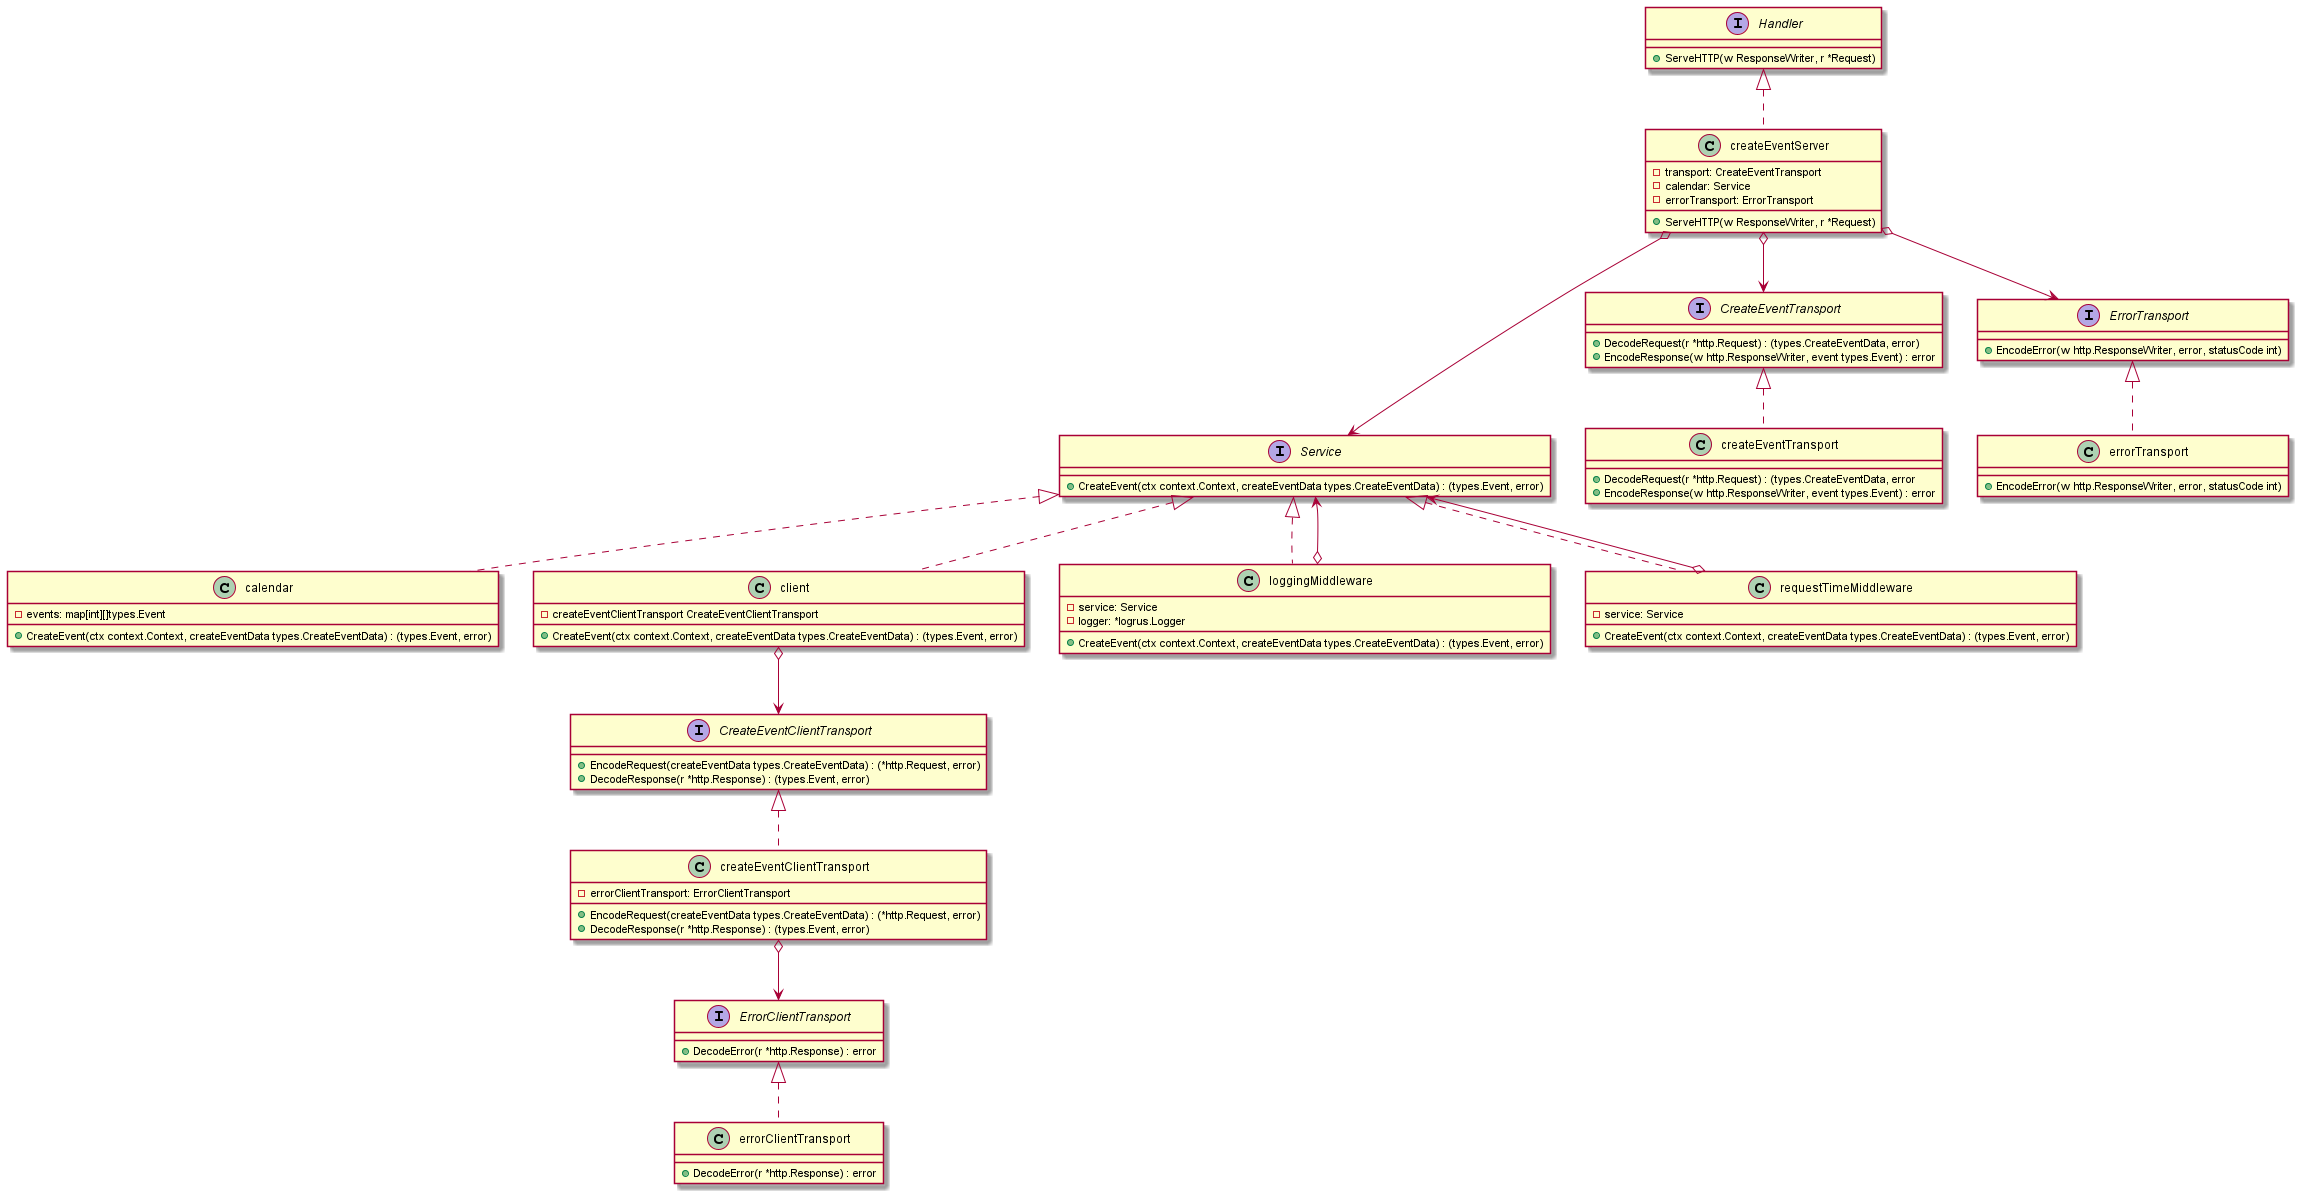 I Handler
ServeHTTP(w ResponseWriter, r *Request)
C createEventServer
transport: CreateEventTransport
calendar: Service
errorTransport: ErrorTransport
ServeHTTP(w ResponseWriter, r *Request)
I CreateEventTransport
DecodeRequest(r *http.Request) : (types.CreateEventData, error)
EncodeResponse(w http.ResponseWriter, event types.Event) : error
I ErrorTransport
EncodeError(w http.ResponseWriter, error, statusCode int)
I Service
CreateEvent(ctx context.Context, createEventData types.CreateEventData) : (types.Event, error)
C createEventTransport
DecodeRequest(r *http.Request) : (types.CreateEventData, error
EncodeResponse(w http.ResponseWriter, event types.Event) : error
C errorTransport
EncodeError(w http.ResponseWriter, error, statusCode int)
C calendar
events: map[int][]types.Event
CreateEvent(ctx context.Context, createEventData types.CreateEventData) : (types.Event, error)
C client
createEventClientTransport CreateEventClientTransport
CreateEvent(ctx context.Context, createEventData types.CreateEventData) : (types.Event, error)
C loggingMiddleware
service: Service
logger: *logrus.Logger
CreateEvent(ctx context.Context, createEventData types.CreateEventData) : (types.Event, error)
C requestTimeMiddleware
service: Service
CreateEvent(ctx context.Context, createEventData types.CreateEventData) : (types.Event, error)
I CreateEventClientTransport
EncodeRequest(createEventData types.CreateEventData) : (*http.Request, error)
DecodeResponse(r *http.Response) : (types.Event, error)
C createEventClientTransport
errorClientTransport: ErrorClientTransport
EncodeRequest(createEventData types.CreateEventData) : (*http.Request, error)
DecodeResponse(r *http.Response) : (types.Event, error)
I ErrorClientTransport
DecodeError(r *http.Response) : error
C errorClientTransport
DecodeError(r *http.Response) : error